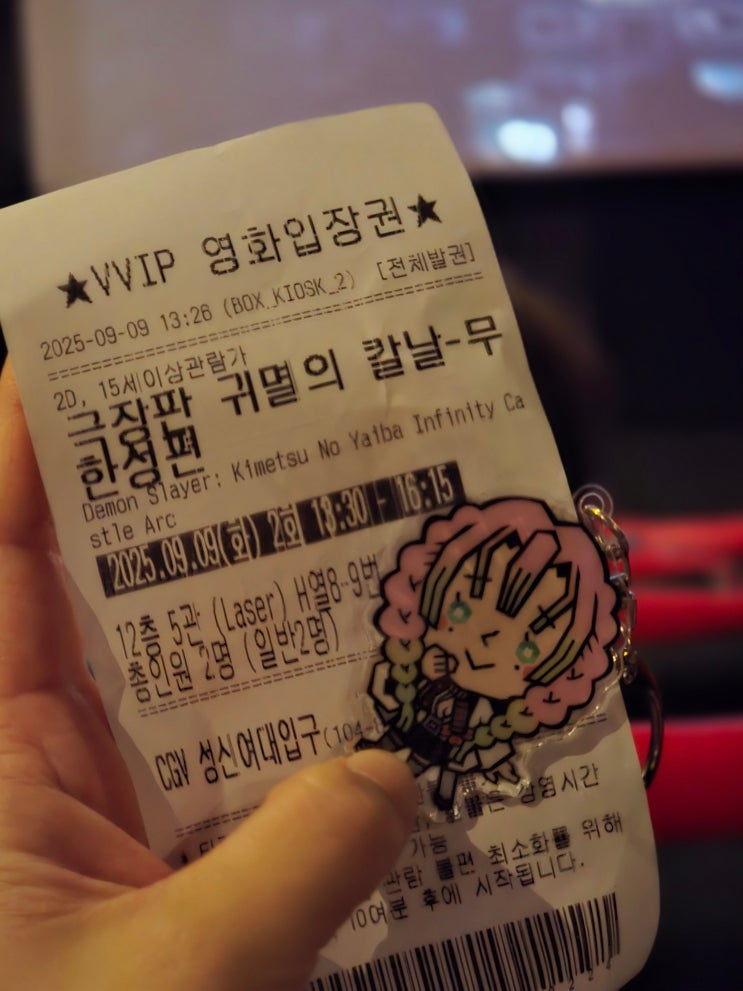 ★VVIP 영화입장권★
2025-09-09 13:26 (BOX_KIOSK_2) [전체발권]
2D, 15세이상관람가
극장판 귀멸의 칼날-무
한성편
Demon Slayer: Kimetsu No Yaiba Infinity Ca
stle Arc
2025.09.09(화) 2회 13:30 - 16:15
12층 5관 (Laser) H열8-9번
총인원 2명 (일반2명)
CGV 성신여대입구(104-
상영시간
가능
관람 불편 최소화를 위해
10여분 후에 시작됩니다.